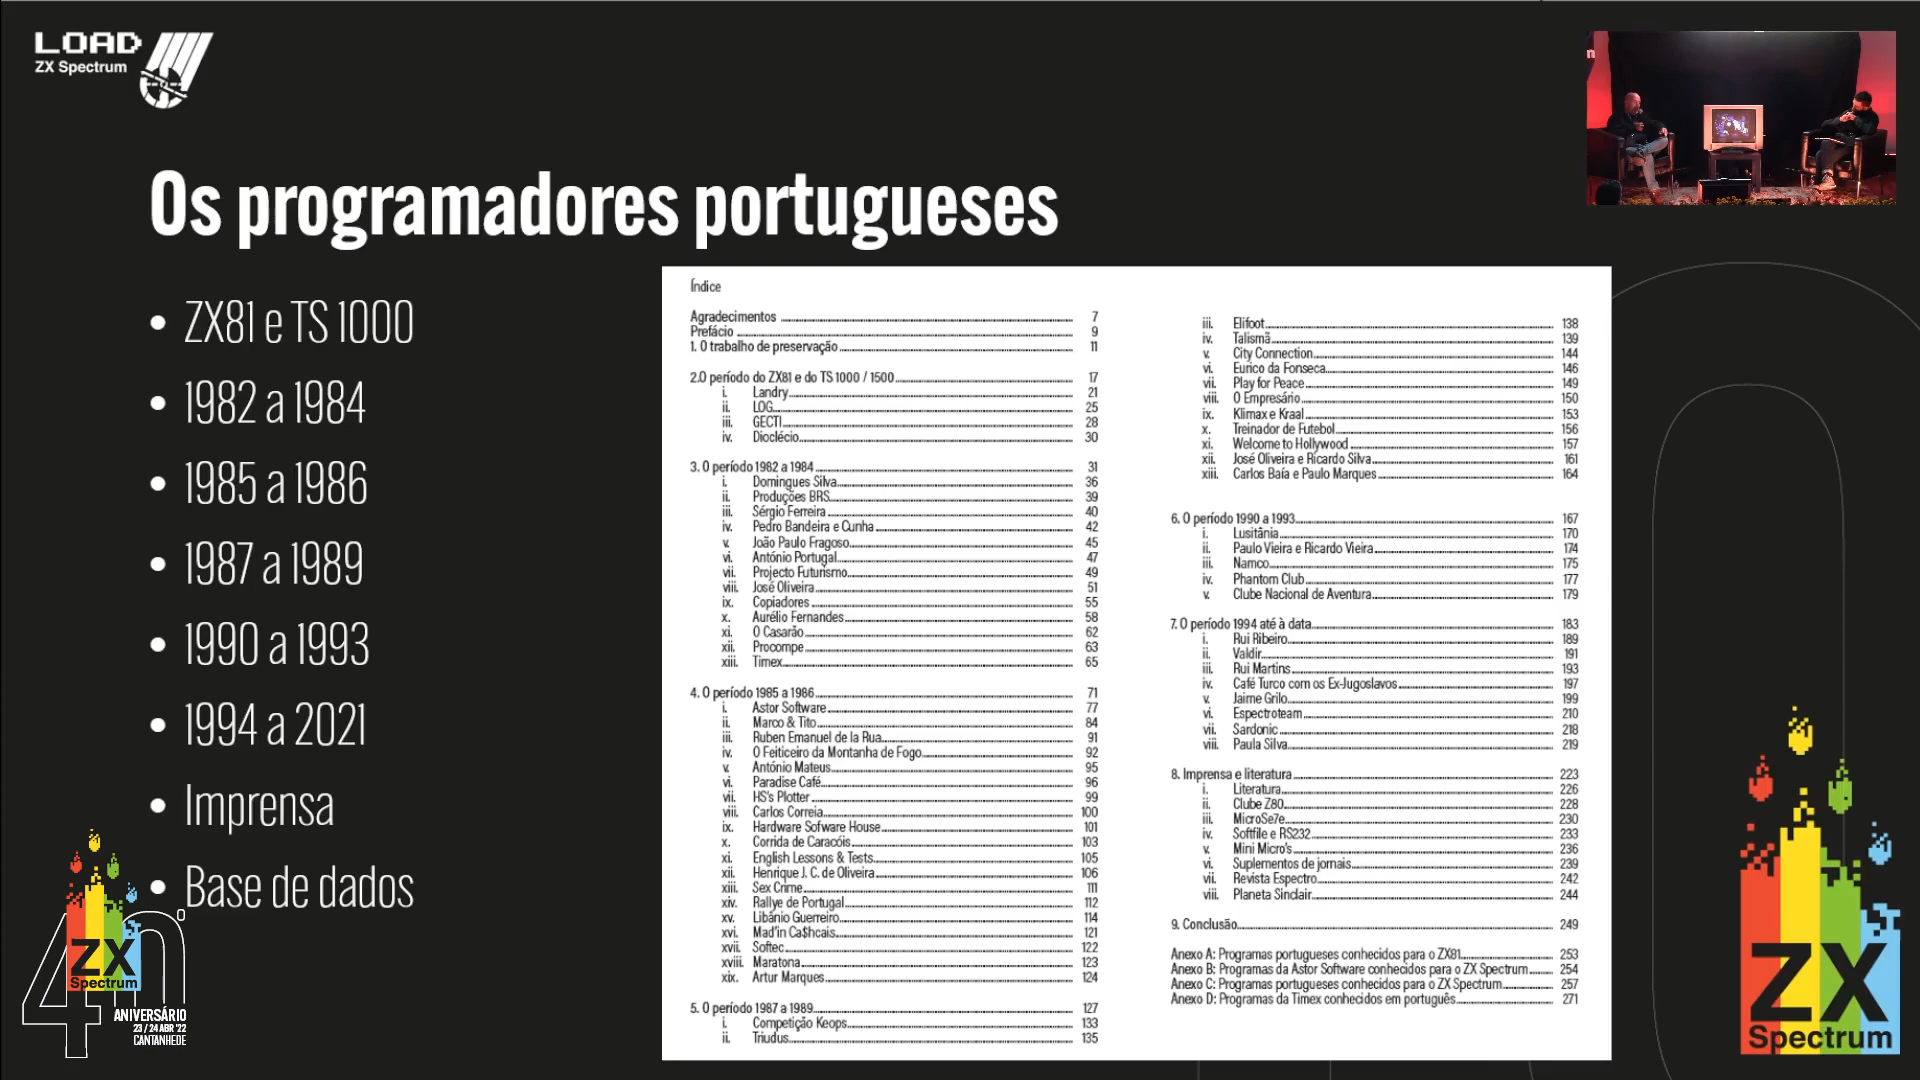 LOAD
ZX Spectrum
Os programadores portugueses
• ZX81 e TS 1000
• 1982 a 1984
• 1985 a 1986
• 1987 a 1989
• 1990 a 1993
• 1994 a 2021
• Imprensa
• Base de dados
Índice
Agradecimentos 7
Prefácio 9
1. O trabalho de preservação 11
2.O período do ZX81 e do TS 1000 / 1500 17
i. Landry 21
ii. LOG 25
iii. GECTI 28
iv. Dioclécio 30
3. O período 1982 a 1984 31
i. Domingues Silva 36
ii. Produções BRS 39
iii. Sérgio Ferreira 40
iv. Pedro Bandeira e Cunha 42
v. João Paulo Fragoso 45
vi. António Portugal 47
vii. Projecto Futurismo 49
viii. José Oliveira 51
ix. Copiadores 55
x. Aurélio Fernandes 58
xi. O Casarão 62
xii. Procompe 63
xiii. Timex 65
4. O período 1985 a 1986 71
i. Astor Software 77
ii. Marco & Tito 84
iii. Ruben Emanuel de la Rua 91
iv. O Feiticeiro da Montanha de Fogo 92
v. António Mateus 95
vi. Paradise Café 96
vii. HS's Plotter 99
viii. Carlos Correia 100
ix. Hardware Sofware House 101
x. Corrida de Caracóis 103
xi. English Lessons & Tests 105
xii. Henrique J. C. de Oliveira 106
xiii. Sex Crime 111
xiv. Rallye de Portugal 112
xv. Libânio Guerreiro 114
xvi. Mad'in Ca$hcais 121
xvii. Softec 122
xviii. Maratona 123
xix. Artur Marques 124
5. O período 1987 a 1989 127
i. Competição Keops 133
ii. Triudus 135
iii. Elifoot 138
iv. Talismã 139
v. City Connection 144
vi. Eurico da Fonseca 146
vii. Play for Peace 149
viii. O Empresário 150
ix. Klimax e Kraal 153
x. Treinador de Futebol 156
xi. Welcome to Hollywood 157
xii. José Oliveira e Ricardo Silva 161
xiii. Carlos Baía e Paulo Marques 164
6. O período 1990 a 1993 167
i. Lusitânia 170
ii. Paulo Vieira e Ricardo Vieira 174
iii. Namco 175
iv. Phantom Club 177
v. Clube Nacional de Aventura 179
7. O período 1994 até à data 183
i. Rui Ribeiro 189
ii. Valdir 191
iii. Rui Martins 193
iv. Café Turco com os Ex-Jugoslavos 197
v. Jaime Grilo 199
vi. Espectroteam 210
vii. Sardonic 218
viii. Paula Silva 219
8. Imprensa e literatura 223
i. Literatura 226
ii. Clube Z80 228
iii. MicroSe7e 230
iv. Softfile e RS232 233
v. Mini Micro's 236
vi. Suplementos de jornais 239
vii. Revista Espectro 242
viii. Planeta Sinclair 244
9. Conclusão 249
Anexo A: Programas portugueses conhecidos para o ZX81 253
Anexo B: Programas da Astor Software conhecidos para o ZX Spectrum 254
Anexo C: Programas portugueses conhecidos para o ZX Spectrum 257
Anexo D: Programas da Timex conhecidos em português 271
40º
ZX
Spectrum
ANIVERSÁRIO
23 / 24 ABR '22
CANTANHEDE
ZX
Spectrum